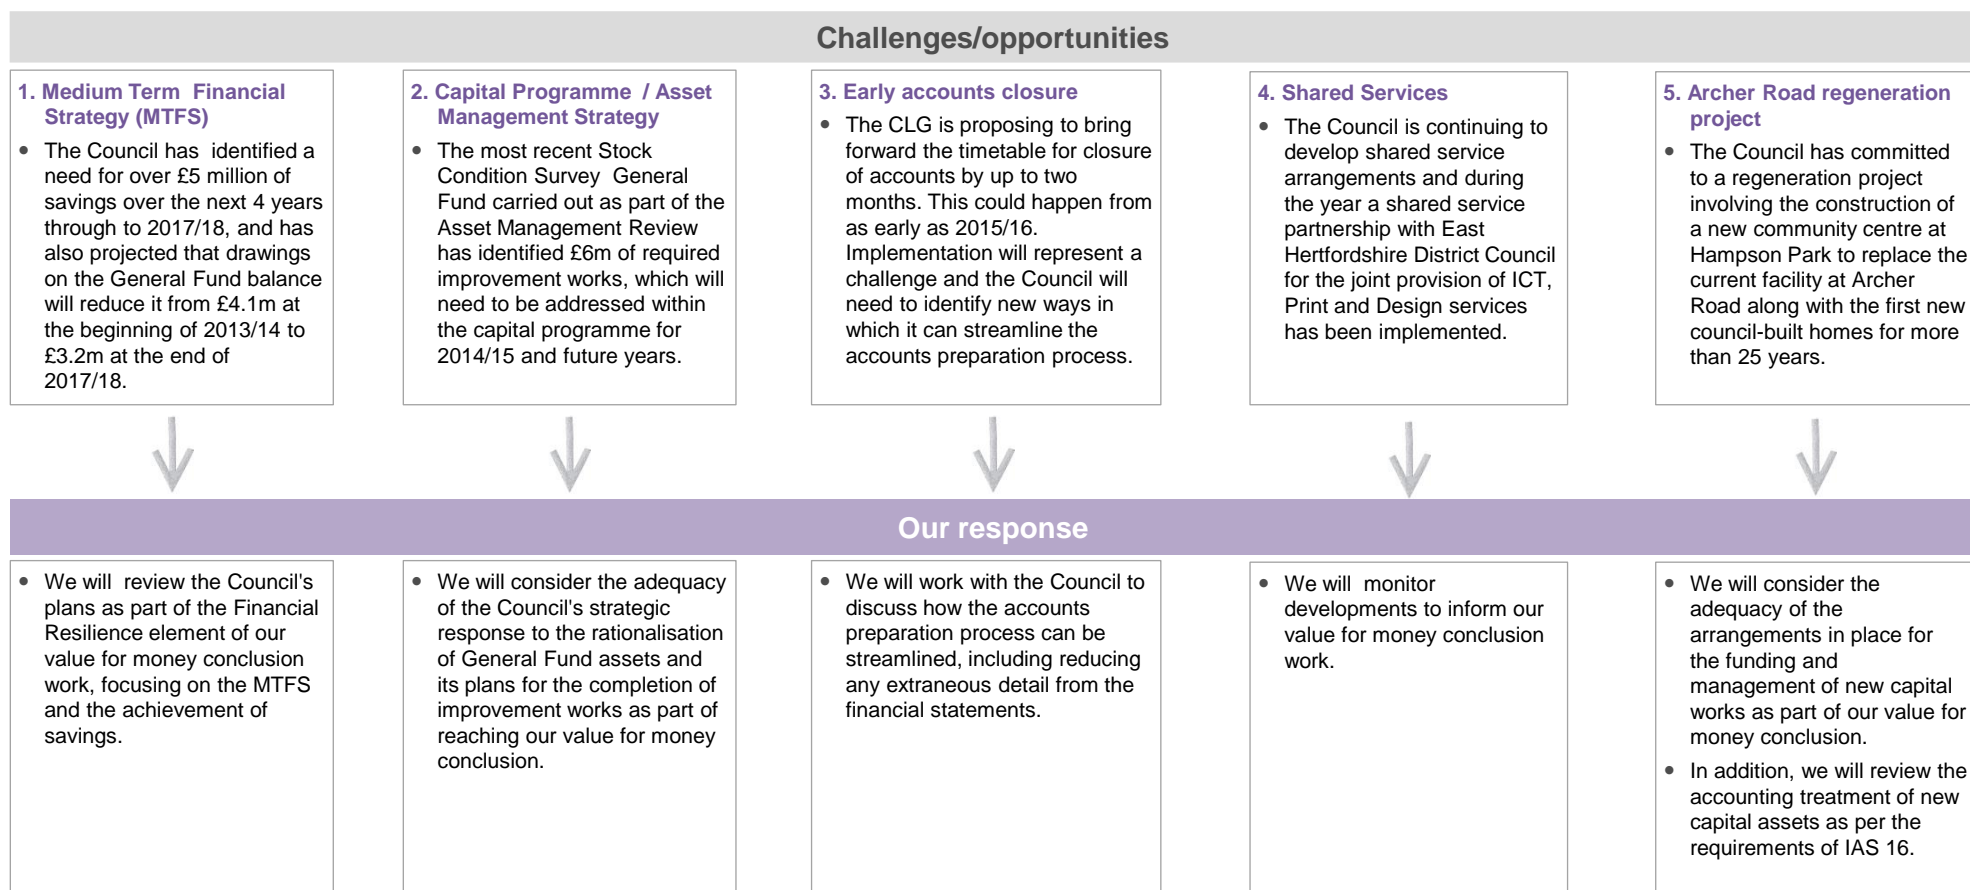 Challenges/opportunities
1. Medium Term Financial
Strategy (MTFS)
• The Council has identified a
need for over £5 million of
savings over the next 4 years
through to 2017/18, and has
also projected that drawings
on the General Fund balance
will reduce it from £4.1m at
the beginning of 2013/14 to
£3.2m at the end of
2017/18.
2. Capital Programme / Asset
Management Strategy
• The most recent Stock
Condition Survey General
Fund carried out as part of the
Asset Management Review
has identified £6m of required
improvement works, which will
need to be addressed within
the capital programme for
2014/15 and future years.
3. Early accounts closure
• The CLG is proposing to bring
forward the timetable for closure
of accounts by up to two
months. This could happen from
as early as 2015/16.
Implementation will represent a
challenge and the Council will
need to identify new ways in
which it can streamline the
accounts preparation process.
4. Shared Services
• The Council is continuing to
develop shared service
arrangements and during
the year a shared service
partnership with East
Hertfordshire District Council
for the joint provision of ICT,
Print and Design services
has been implemented.
5. Archer Road regeneration
project
• The Council has committed
to a regeneration project
involving the construction of
a new community centre at
Hampson Park to replace the
current facility at Archer
Road along with the first new
council-built homes for more
than 25 years.
Our response
• We will review the Council's
plans as part of the Financial
Resilience element of our
value for money conclusion
work, focusing on the MTFS
and the achievement of
savings.
• We will consider the adequacy
of the Council's strategic
response to the rationalisation
of General Fund assets and
its plans for the completion of
improvement works as part of
reaching our value for money
conclusion.
• We will work with the Council to
discuss how the accounts
preparation process can be
streamlined, including reducing
any extraneous detail from the
financial statements.
• We will monitor
developments to inform our
value for money conclusion
work.
• We will consider the
adequacy of the
arrangements in place for
the funding and
management of new capital
works as part of our value for
money conclusion.
• In addition, we will review the
accounting treatment of new
capital assets as per the
requirements of IAS 16.